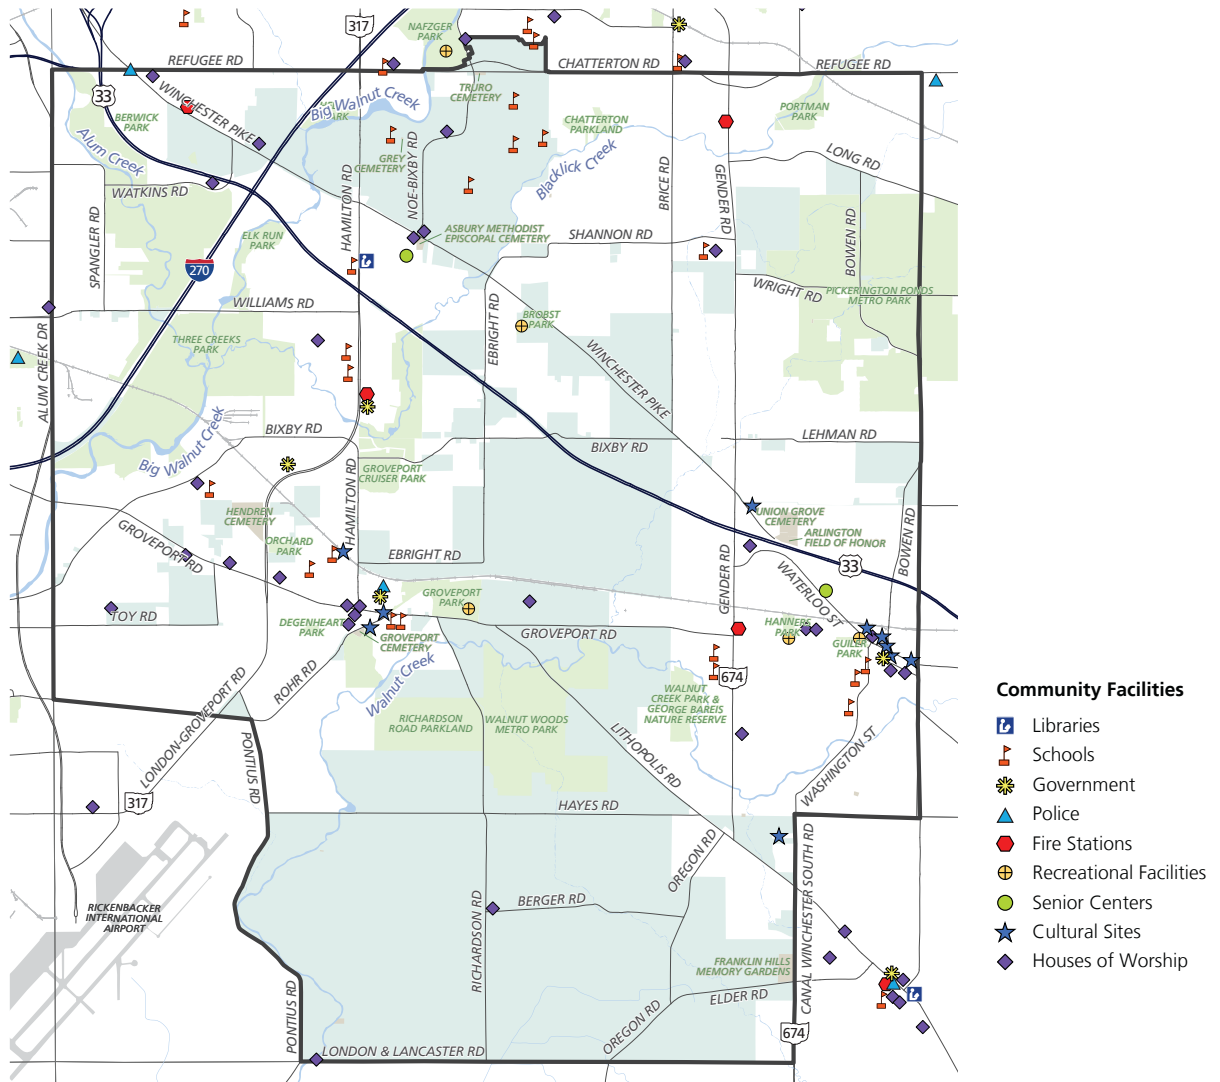 317
NAFZGER
PARK
REFUGEE RD
CHATTERTON RD
REFUGEE RD
33
WINCHESTER PIKE
Big Walnut Creek
TRURO
CEMETERY
BERWICK
PARK
PARK
CHATTERTON
PARKLAND
PORTMAN
PARK
Alum Creek
GREY
CEMETERY
NOE-BIXBY RD
Blacklick Creek
BRICE RD
GENDER RD
LONG RD
WATKINS RD
HAMILTON RD
SPANGLER RD
ELK RUN
PARK
ASBURY METHODIST
EPISCOPAL CEMETERY
SHANNON RD
BOWEN RD
270
WILLIAMS RD
WRIGHT RD
PICKERINGTON PONDS
METRO PARK
EBRIGHT RD
BROBST
PARK
ALUM CREEK DR
THREE CREEKS
PARK
WINCHESTER PIKE
Big Walnut Creek
BIXBY RD
BIXBY RD
LEHMAN RD
GROVEPORT
CRUISER PARK
HAMILTON RD
HENDREN
CEMETERY
UNION GROVE
CEMETERY
ARLINGTON
FIELD OF HONOR
BOWEN RD
GROVEPORT RD
ORCHARD
PARK
EBRIGHT RD
33
GENDER RD
WATERLOO ST
TOY RD
DEGENHEART
PARK
GROVEPORT
PARK
GROVEPORT
CEMETERY
GROVEPORT RD
HANNERS
PARK
GUILER
PARK
ROHR RD
Walnut Creek
674
WALNUT
CREEK PARK &
GEORGE BAREIS
NATURE RESERVE
LONDON-GROVEPORT RD
RICHARDSON
ROAD PARKLAND
WALNUT WOODS
METRO PARK
LITHOPOLIS RD
WASHINGTON ST
PONTIUS RD
317
HAYES RD
OREGON RD
CANAL WINCHESTER SOUTH RD
RICKENBACKER
INTERNATIONAL
AIRPORT
RICHARDSON RD
BERGER RD
FRANKLIN HILLS
MEMORY GARDENS
ELDER RD
PONTIUS RD
OREGON RD
674
LONDON & LANCASTER RD
Community Facilities
Libraries
Schools
Government
Police
Fire Stations
Recreational Facilities
Senior Centers
Cultural Sites
Houses of Worship